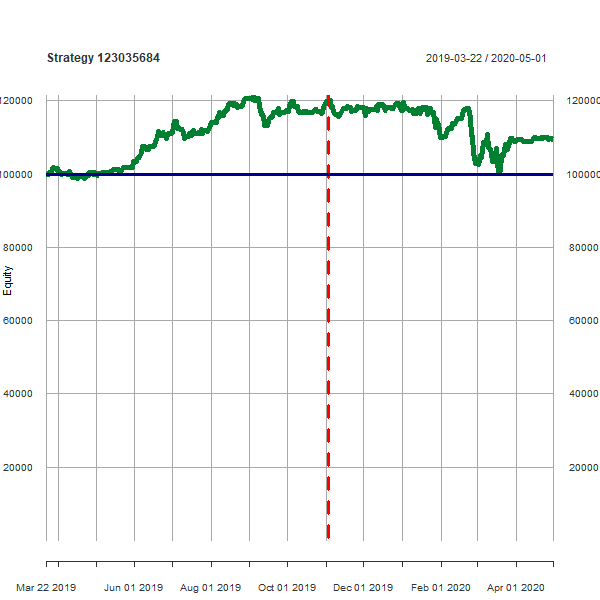 Strategy 123035684 2019-03-22 / 2020-05-01
120000 120000
100000 100000
80000 80000
Equity
60000 60000
40000 40000
20000 20000
Mar 22 2019 Jun 01 2019 Aug 01 2019 Oct 01 2019 Dec 01 2019 Feb 01 2020 Apr 01 2020